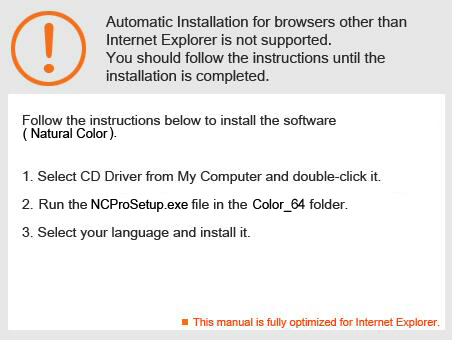 Automatic Installation for browsers other than
Internet Explorer is not supported.
You should follow the instructions until the
installation is completed.
Follow the instructions below to install the software
( Natural Color ).
1. Select CD Driver from My Computer and double-click it.
2. Run the NCProSetup.exe file in the Color_64 folder.
3. Select your language and install it.
This manual is fully optimized for Internet Explorer.